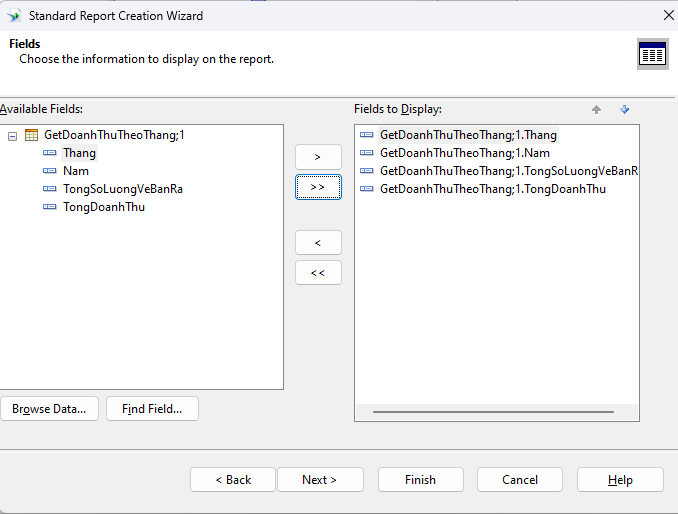 Standard Report Creation Wizard
Fields
Choose the information to display on the report.
Available Fields:
Fields to Display:
GetDoanhThuTheoThang;1
Thang
Nam
TongSoLuongVeBanRa
TongDoanhThu
>
>>
<
<<
GetDoanhThuTheoThang;1.Thang
GetDoanhThuTheoThang;1.Nam
GetDoanhThuTheoThang;1.TongSoLuongVeBanR
GetDoanhThuTheoThang;1.TongDoanhThu
Browse Data...
Find Field...
< Back
Next >
Finish
Cancel
Help